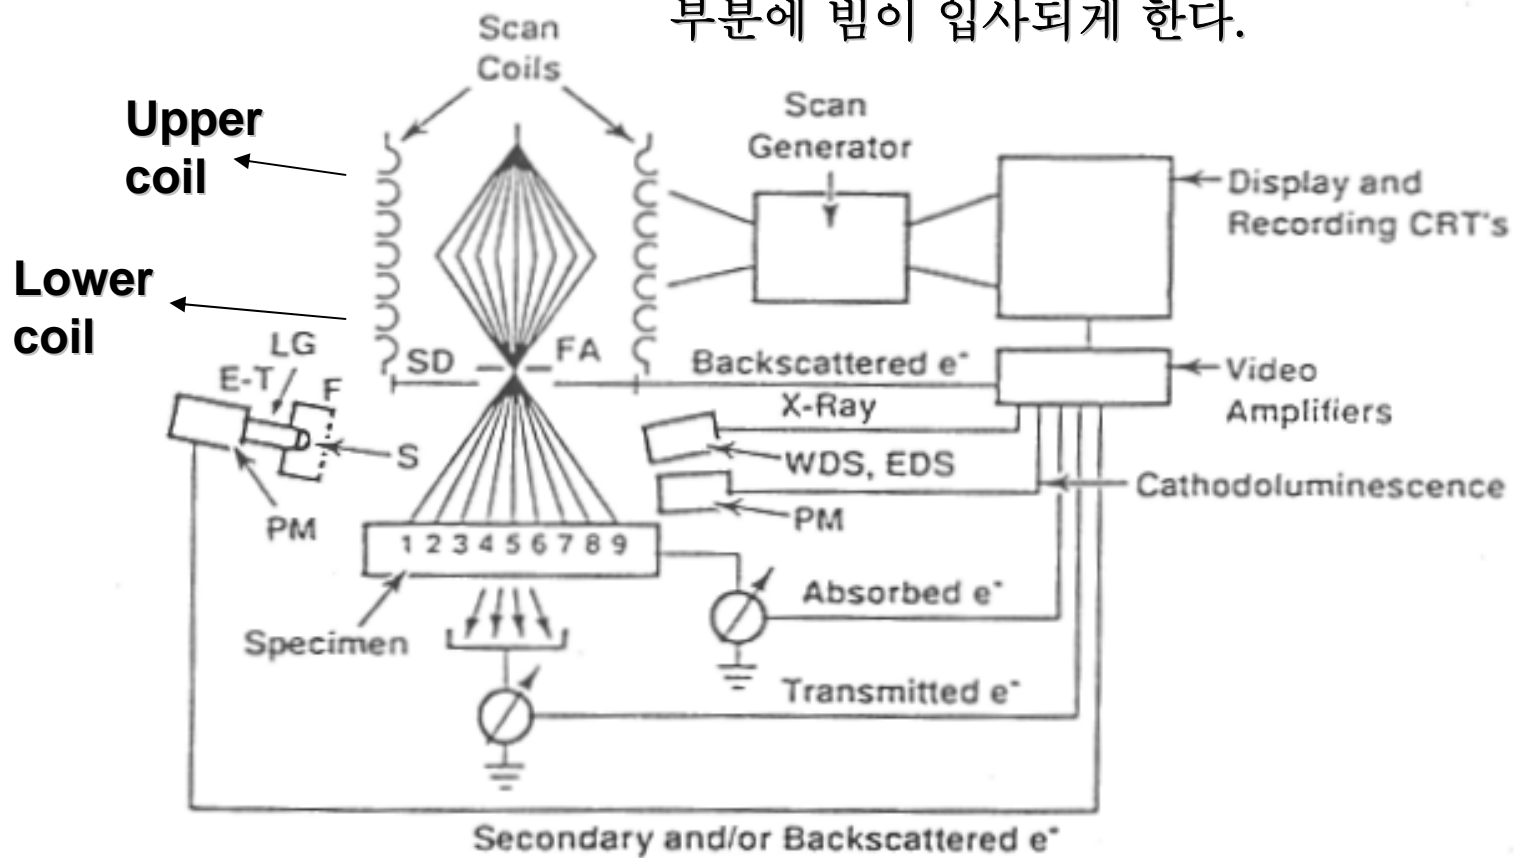 부분에 빔이 입사되게 한다.
Scan
Coils
Upper
coil
Scan
Generator
Display and
Recording CRT's
Lower
coil
LG
E-T
F
SD
FA
Backscattered e⁻
Video
Amplifiers
X-Ray
S
WDS, EDS
Cathodoluminescence
PM
PM
1 2 3 4 5 6 7 8 9
Absorbed e⁻
Specimen
Transmitted e⁻
Secondary and/or Backscattered e⁻